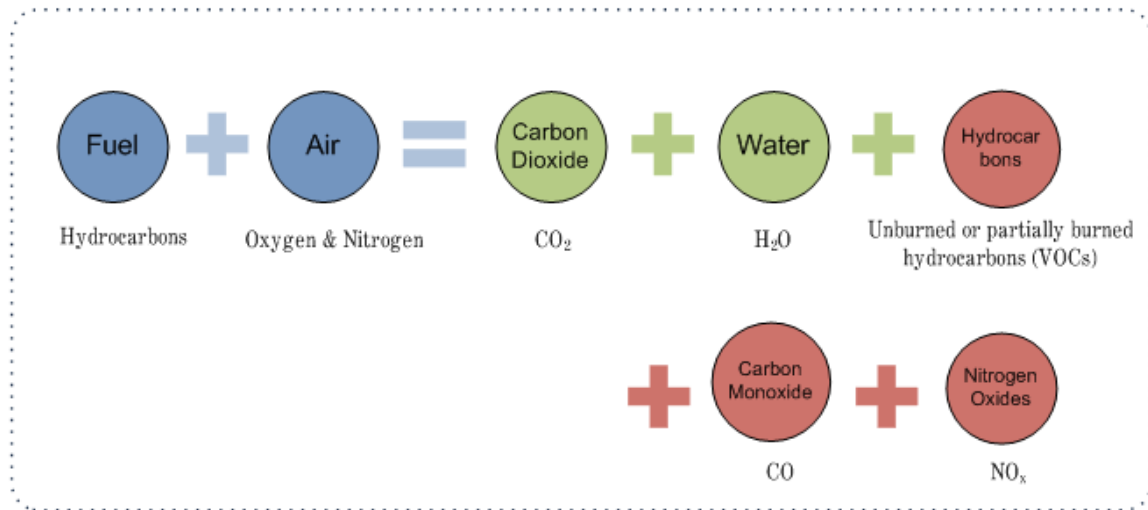 Fuel
+
Air
=
Carbon
Dioxide
+
Water
+
Hydrocar
bons
Hydrocarbons
Oxygen & Nitrogen
CO₂
H₂O
Unburned or partially burned
hydrocarbons (VOCs)
+
Carbon
Monoxide
+
Nitrogen
Oxides
CO
NOₓ